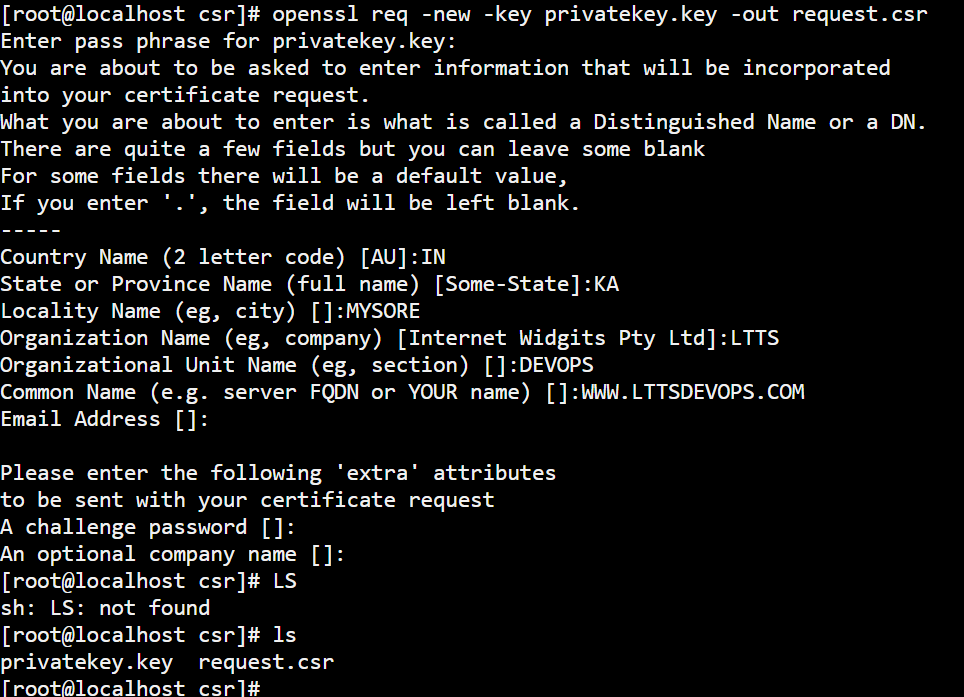 [root@localhost csr]# openssl req -new -key privatekey.key -out request.csr
Enter pass phrase for privatekey.key:
You are about to be asked to enter information that will be incorporated
into your certificate request.
What you are about to enter is what is called a Distinguished Name or a DN.
There are quite a few fields but you can leave some blank
For some fields there will be a default value,
If you enter '.', the field will be left blank.
-----
Country Name (2 letter code) [AU]:IN
State or Province Name (full name) [Some-State]:KA
Locality Name (eg, city) []:MYSORE
Organization Name (eg, company) [Internet Widgits Pty Ltd]:LTTS
Organizational Unit Name (eg, section) []:DEVOPS
Common Name (e.g. server FQDN or YOUR name) []:WWW.LTTSDEVOPS.COM
Email Address []:

Please enter the following 'extra' attributes
to be sent with your certificate request
A challenge password []:
An optional company name []:
[root@localhost csr]# LS
sh: LS: not found
[root@localhost csr]# ls
privatekey.key  request.csr
[root@localhost csr]#